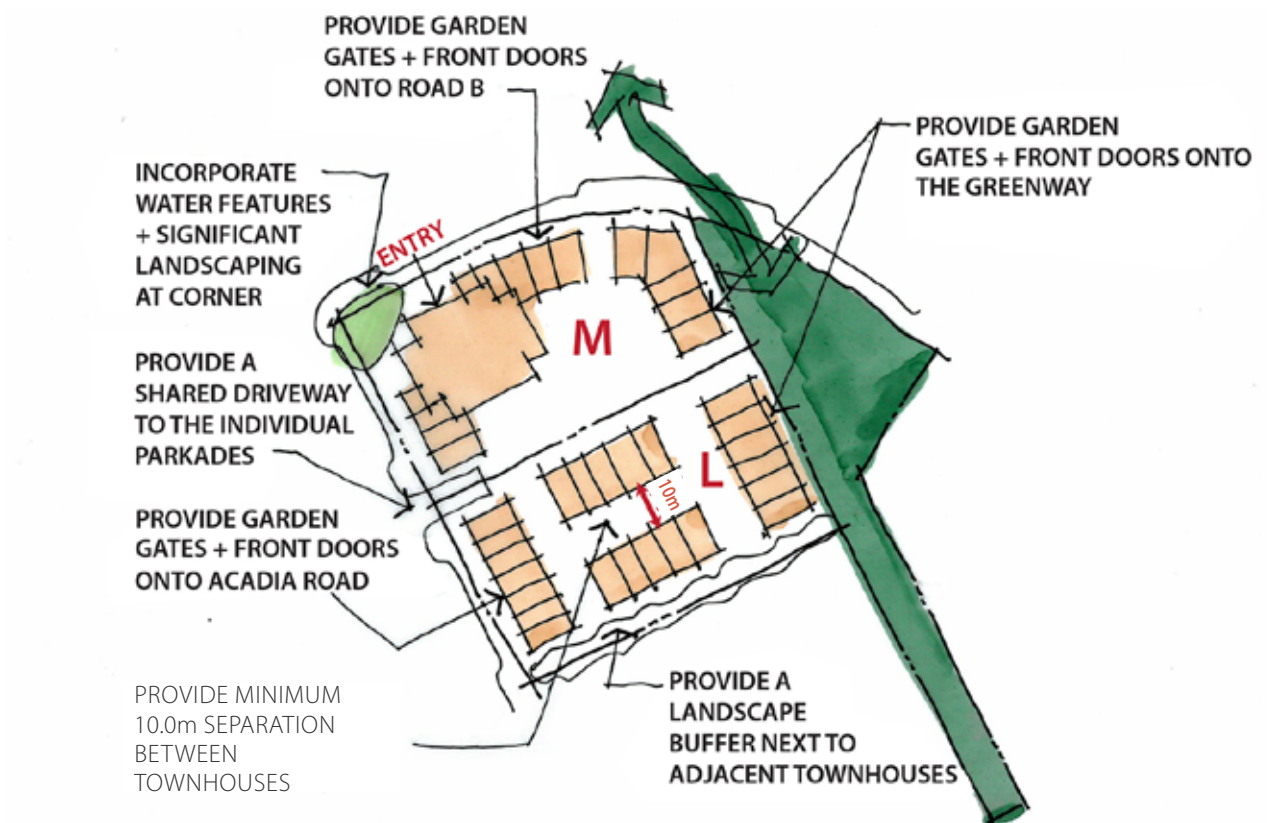 PROVIDE GARDEN
GATES + FRONT DOORS
ONTO ROAD B
PROVIDE GARDEN
GATES + FRONT DOORS ONTO
THE GREENWAY
INCORPORATE
WATER FEATURES
+ SIGNIFICANT
LANDSCAPING
AT CORNER
ENTRY
M
PROVIDE A
SHARED DRIVEWAY
TO THE INDIVIDUAL
PARKADES
L
10m
PROVIDE GARDEN
GATES + FRONT DOORS
ONTO ACADIA ROAD
PROVIDE MINIMUM
10.0m SEPARATION
BETWEEN
TOWNHOUSES
PROVIDE A
LANDSCAPE
BUFFER NEXT TO
ADJACENT TOWNHOUSES